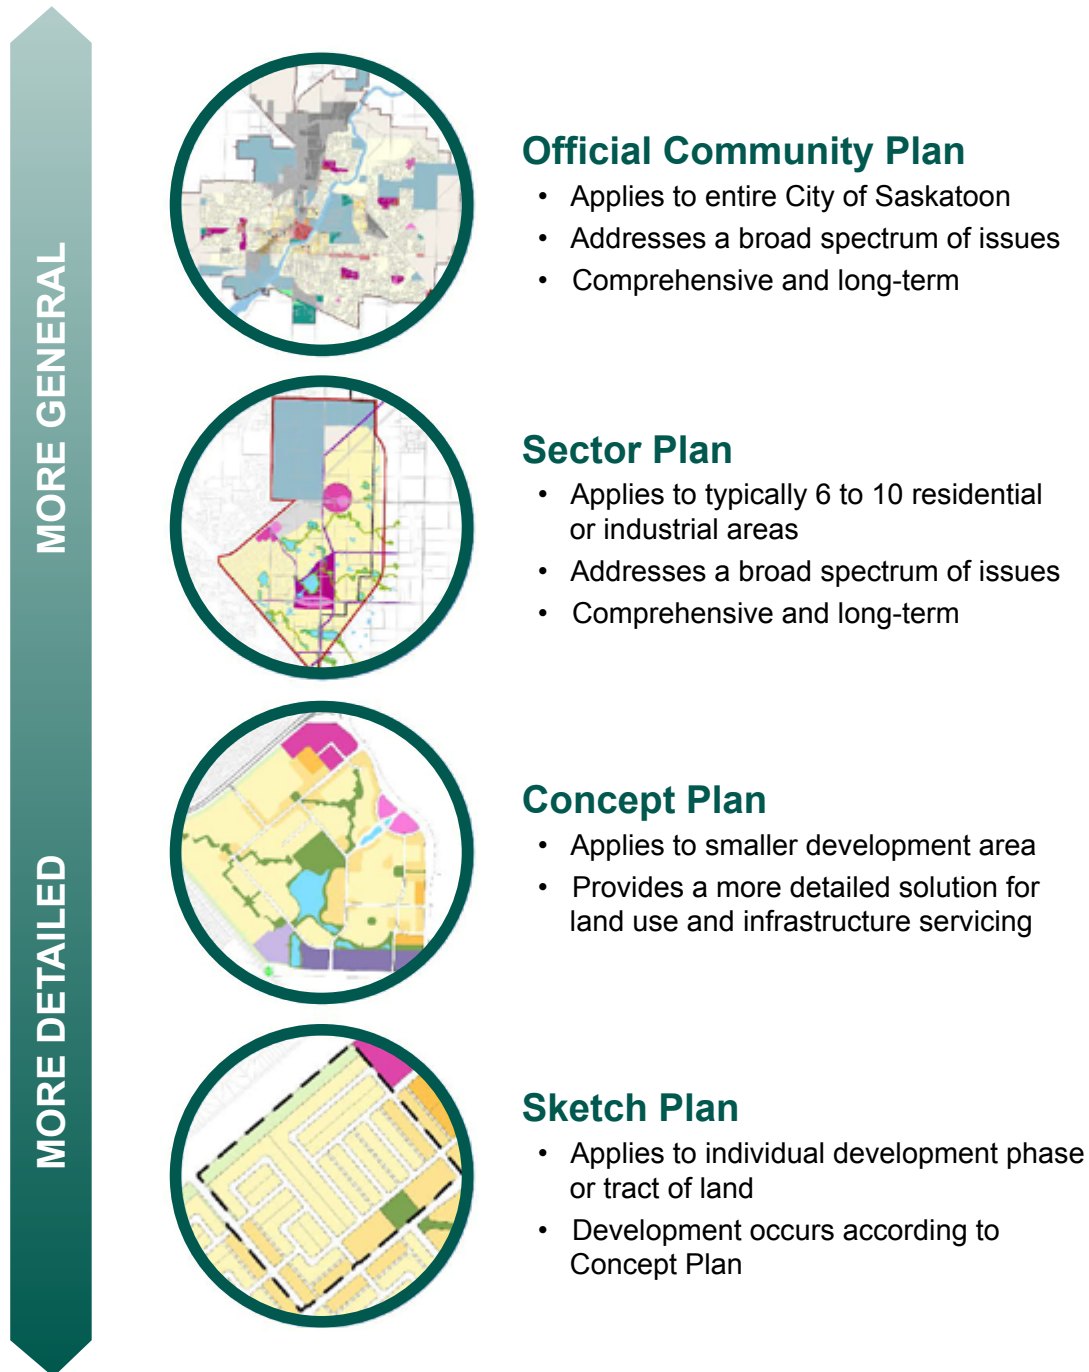 MORE GENERAL
MORE DETAILED
Official Community Plan
• Applies to entire City of Saskatoon
• Addresses a broad spectrum of issues
• Comprehensive and long-term
Sector Plan
• Applies to typically 6 to 10 residential
or industrial areas
• Addresses a broad spectrum of issues
• Comprehensive and long-term
Concept Plan
• Applies to smaller development area
• Provides a more detailed solution for
land use and infrastructure servicing
Sketch Plan
• Applies to individual development phase
or tract of land
• Development occurs according to
Concept Plan